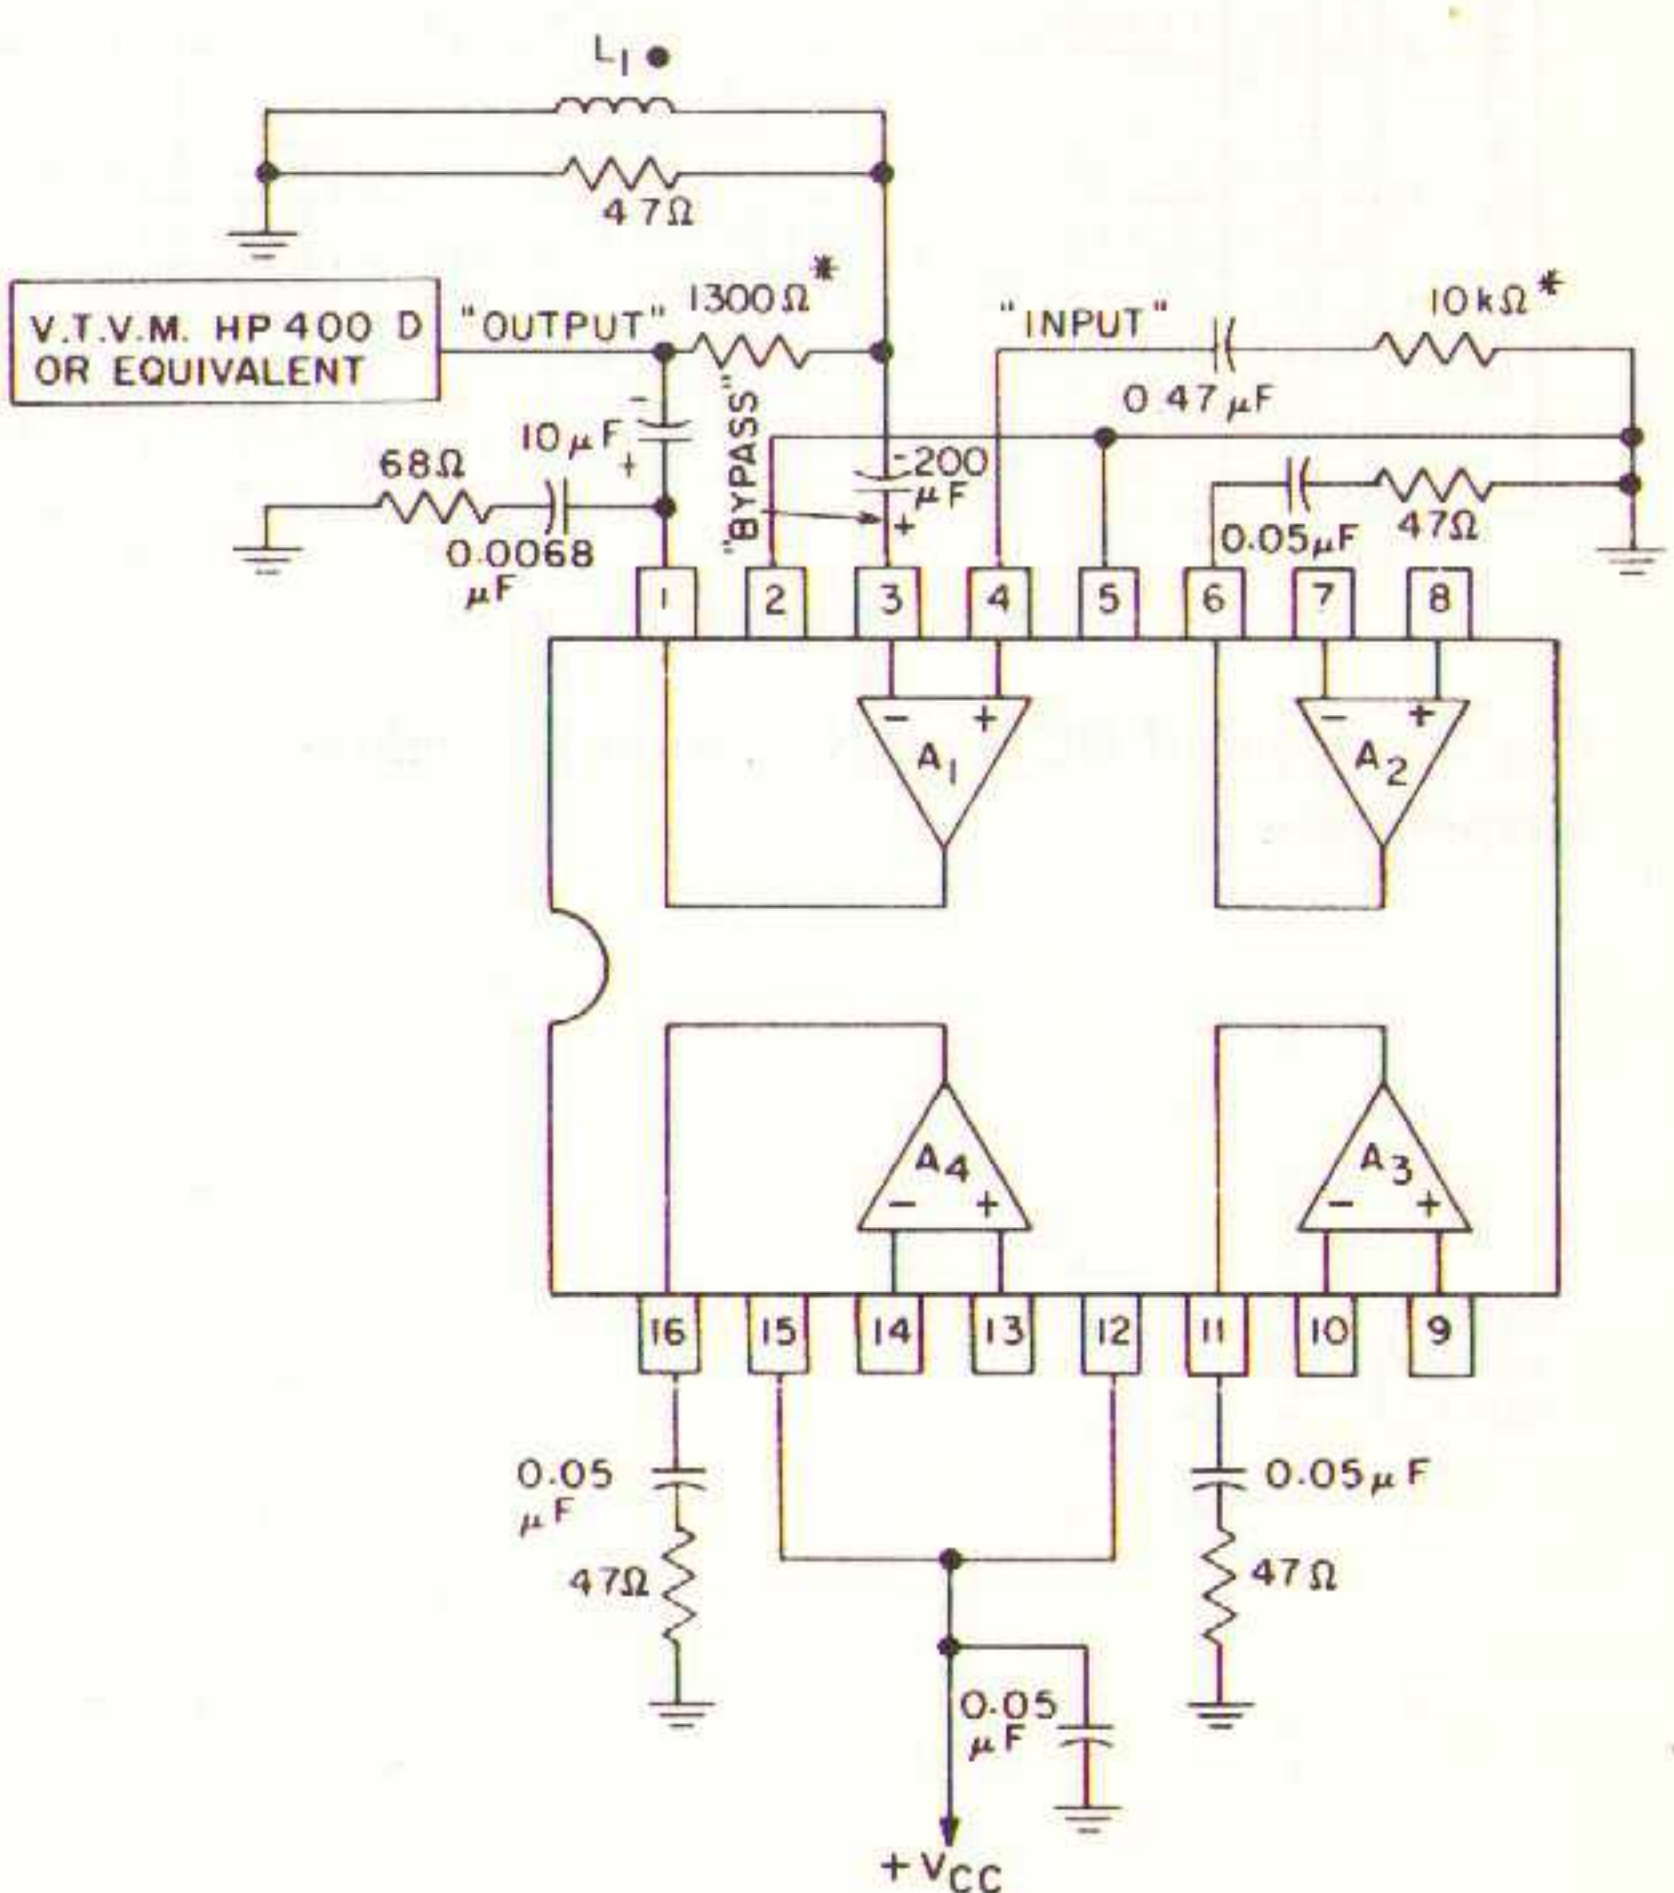 L1 ●
47Ω
V.T.V.M. HP 400 D
OR EQUIVALENT
"OUTPUT"
1300Ω*
"INPUT"
10kΩ*
0.47μF
10μF
-
+
"BYPASS"
-200
μF
+
68Ω
0.0068
μF
0.05μF
47Ω
1
2
3
4
5
6
7
8
- +
A1
- +
A2
A4
- +
A3
- +
16
15
14
13
12
11
10
9
0.05
μF
47Ω
0.05μF
47Ω
0.05
μF
+VCC